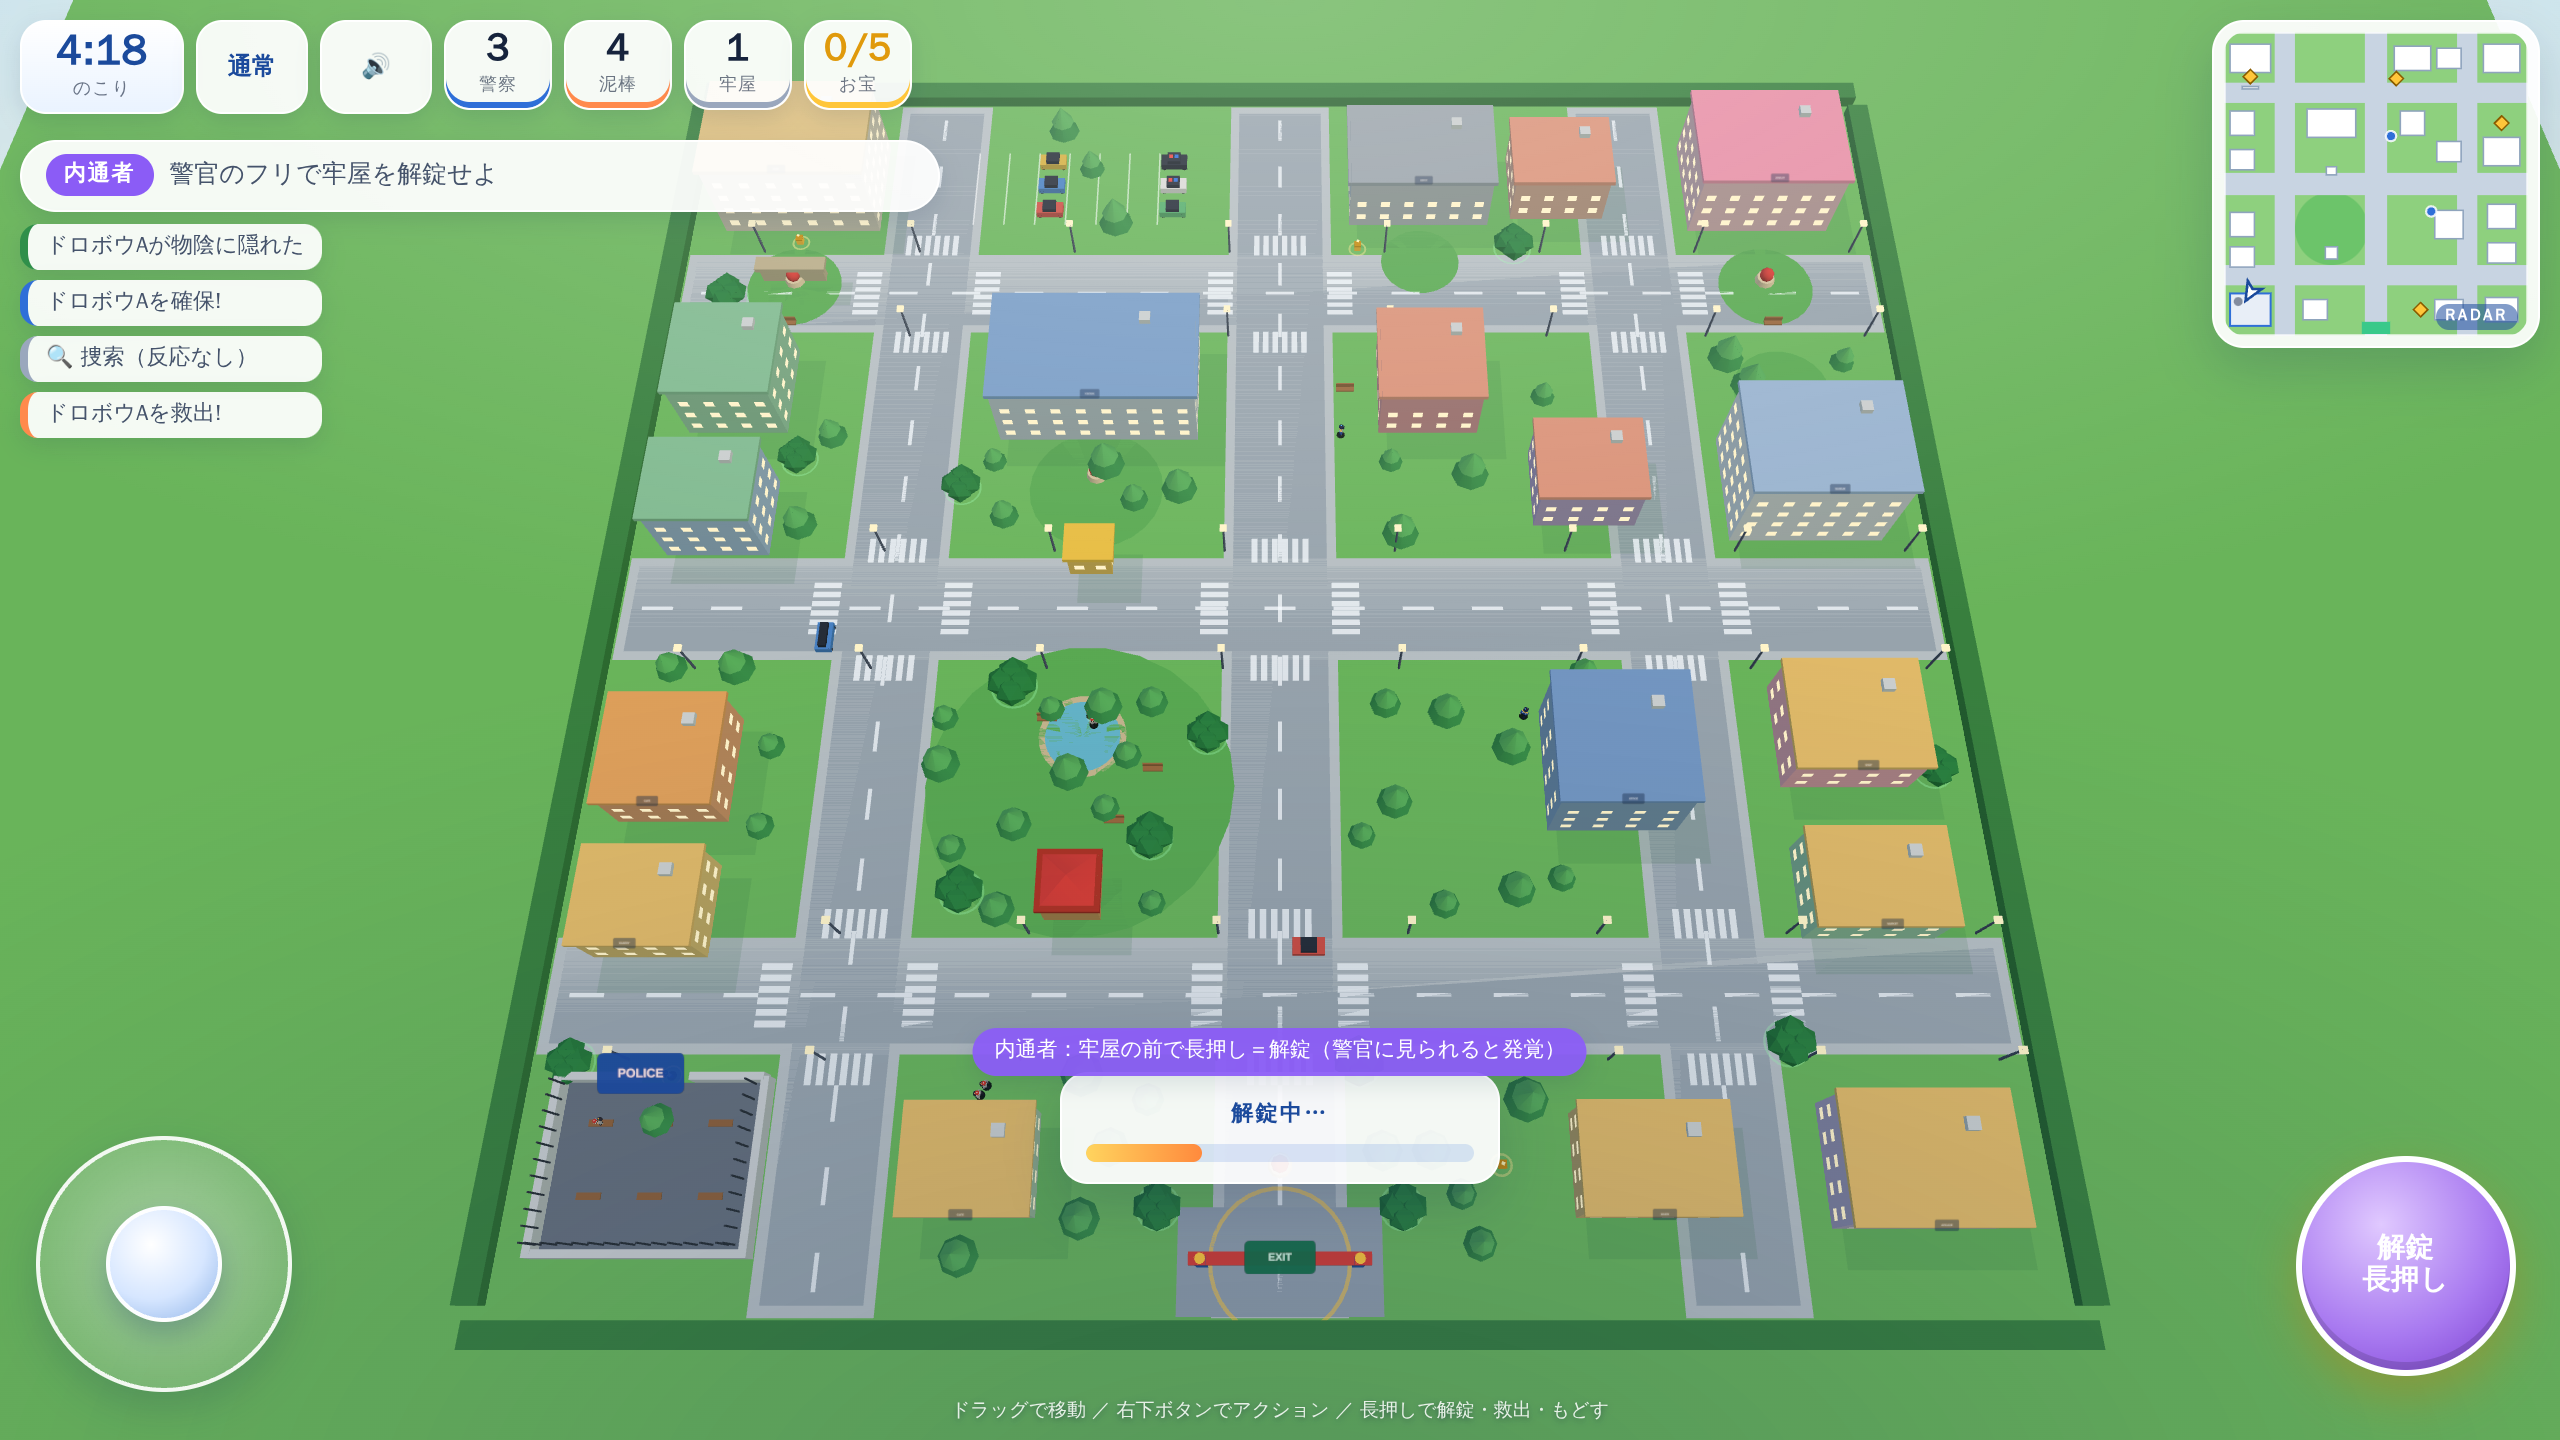 4:18
のこり
通常
3
警察
4
泥棒
1
牢屋
0/5
お宝
内通者 警官のフリで牢屋を解錠せよ
ドロボウAが物陰に隠れた
ドロボウAを確保!
🔍 捜索（反応なし）
ドロボウAを救出!
RADAR
内通者：牢屋の前で長押し＝解錠（警官に見られると発覚）
POLICE
解錠中…
EXIT
解錠
長押し
ドラッグで移動 ／ 右下ボタンでアクション ／ 長押しで解錠・救出・もどす